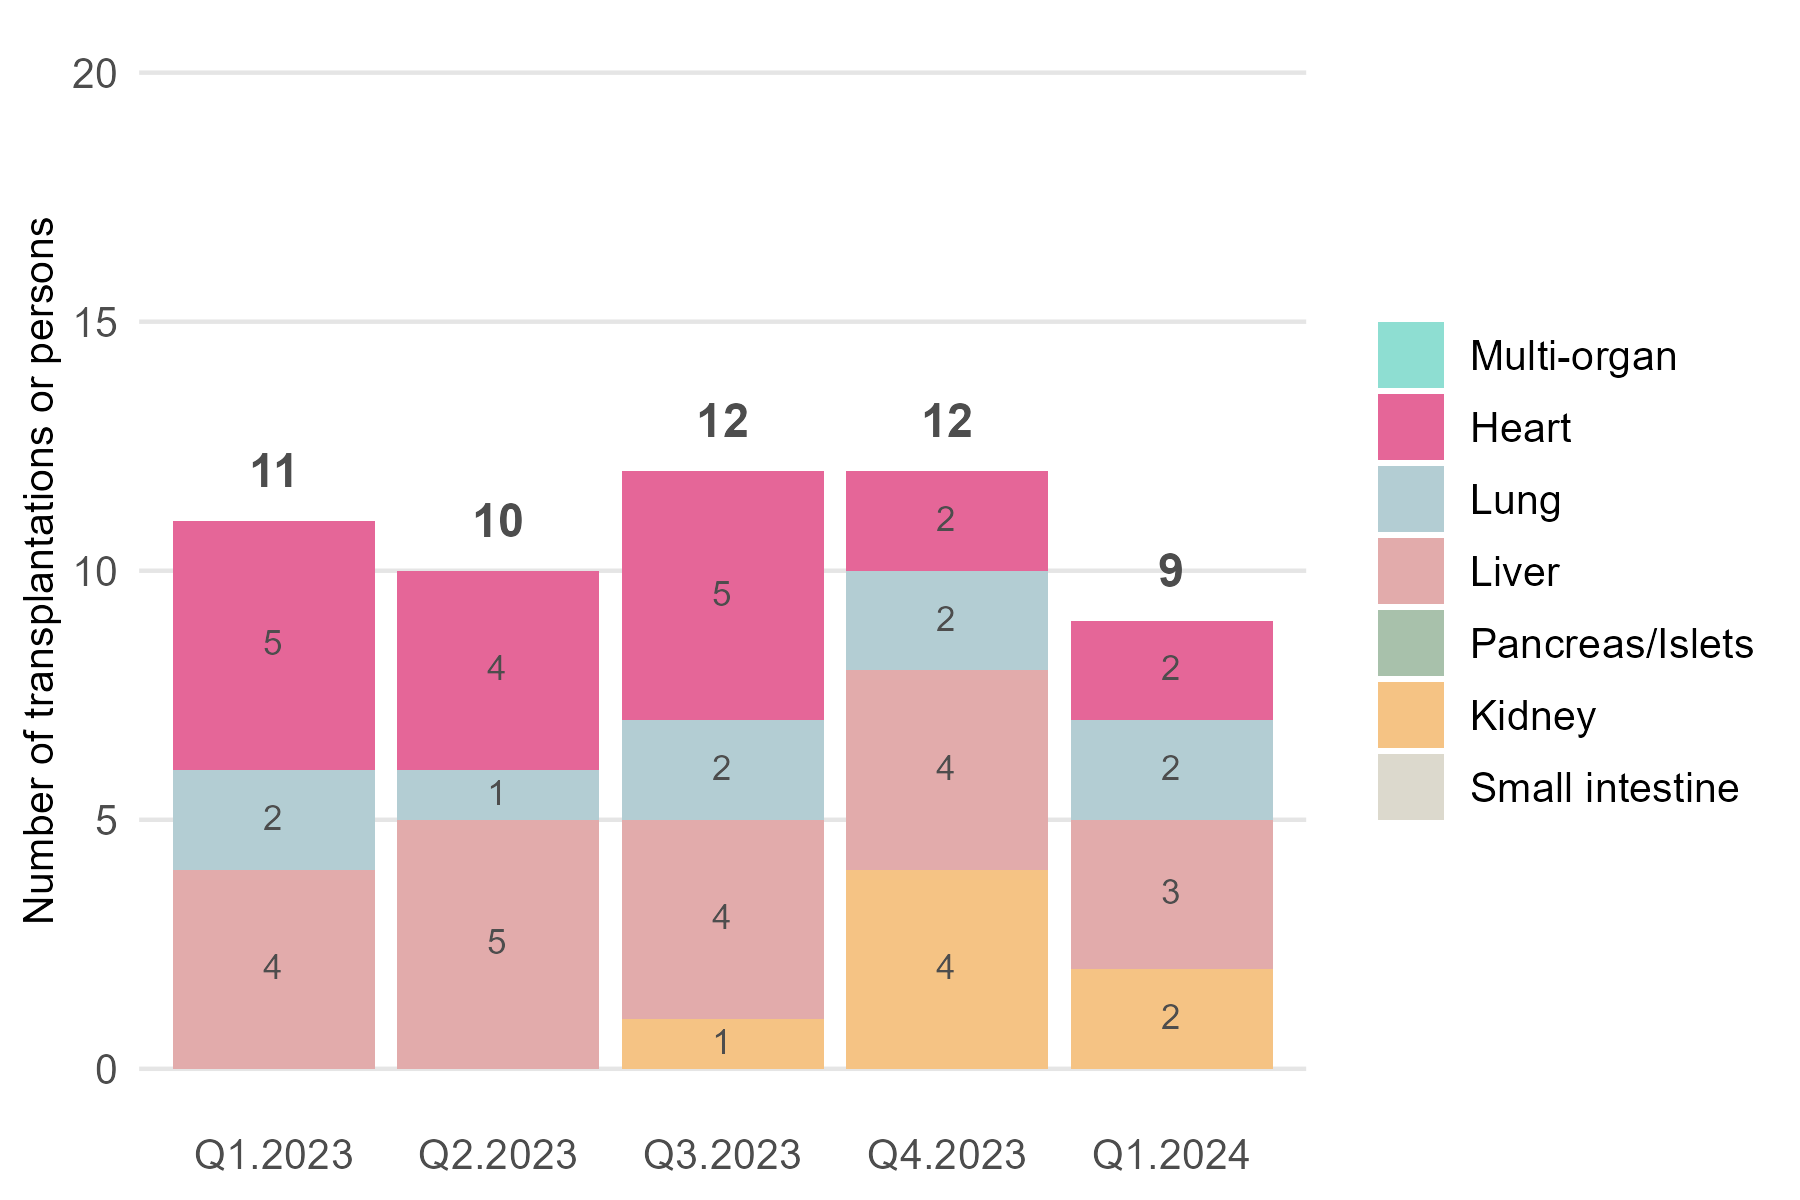 Number of transplantations or persons
20
15
10
5
0
11
5
2
4
10
4
1
5
12
5
2
4
1
12
2
2
4
4
9
2
2
3
2
Q1.2023
Q2.2023
Q3.2023
Q4.2023
Q1.2024
Multi-organ
Heart
Lung
Liver
Pancreas/Islets
Kidney
Small intestine